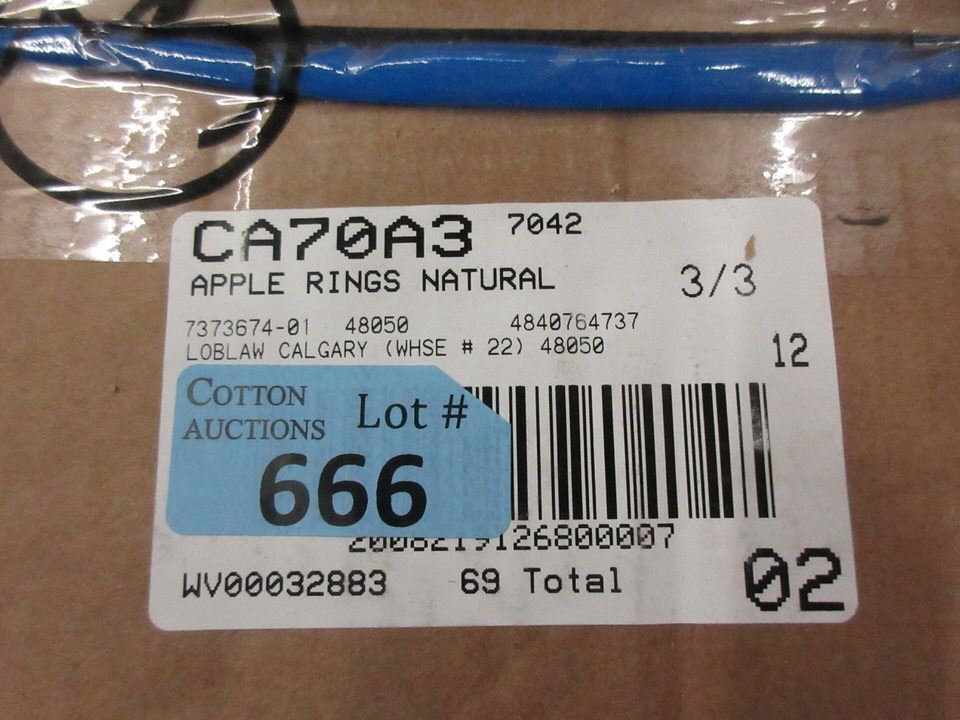 CA70A3 7042
APPLE RINGS NATURAL 3/3
7373674-01 48050 4840764737
LOBLAW CALGARY (WHSE # 22) 48050 12
COTTON AUCTIONS Lot #
666
2008219126800007
WV00032883 69 Total 02